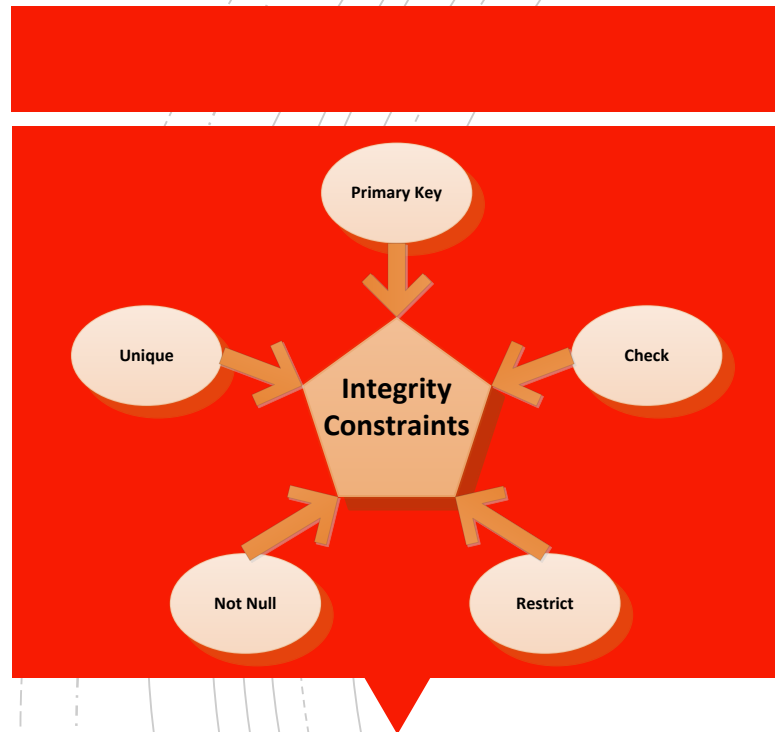 Primary Key
Unique
Check
Integrity
Constraints
Not Null
Restrict